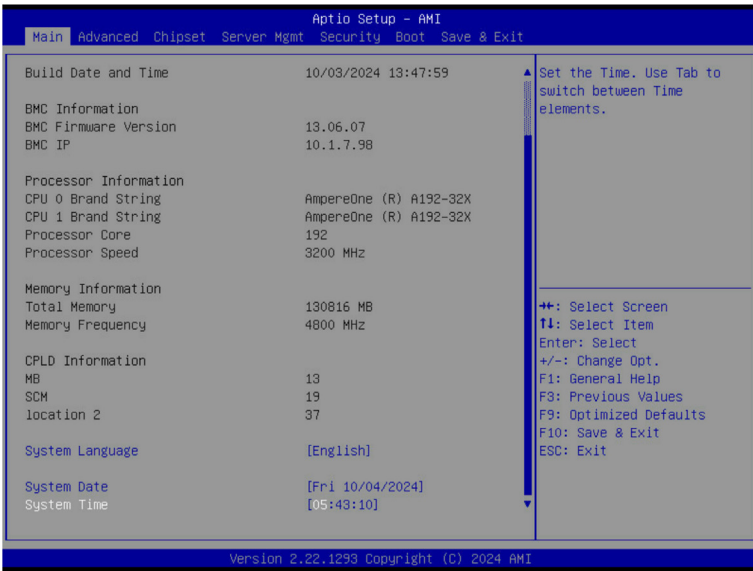 Aptio Setup – AMI
Main Advanced Chipset Server Mgmt Security Boot Save & Exit
Build Date and Time 10/03/2024 13:47:59
BMC Information
BMC Firmware Version 13.06.07
BMC IP 10.1.7.98
Processor Information
CPU 0 Brand String AmpereOne (R) A192-32X
CPU 1 Brand String AmpereOne (R) A192-32X
Processor Core 192
Processor Speed 3200 MHz
Memory Information
Total Memory 130816 MB
Memory Frequency 4800 MHz
CPLD Information
MB 13
SCM 19
location 2 37
System Language [English]
System Date [Fri 10/04/2024]
System Time [05:43:10]
Set the Time. Use Tab to
switch between Time
elements.
→←: Select Screen
↑↓: Select Item
Enter: Select
+/-: Change Opt.
F1: General Help
F3: Previous Values
F9: Optimized Defaults
F10: Save & Exit
ESC: Exit
Version 2.22.1293 Copyright (C) 2024 AMI